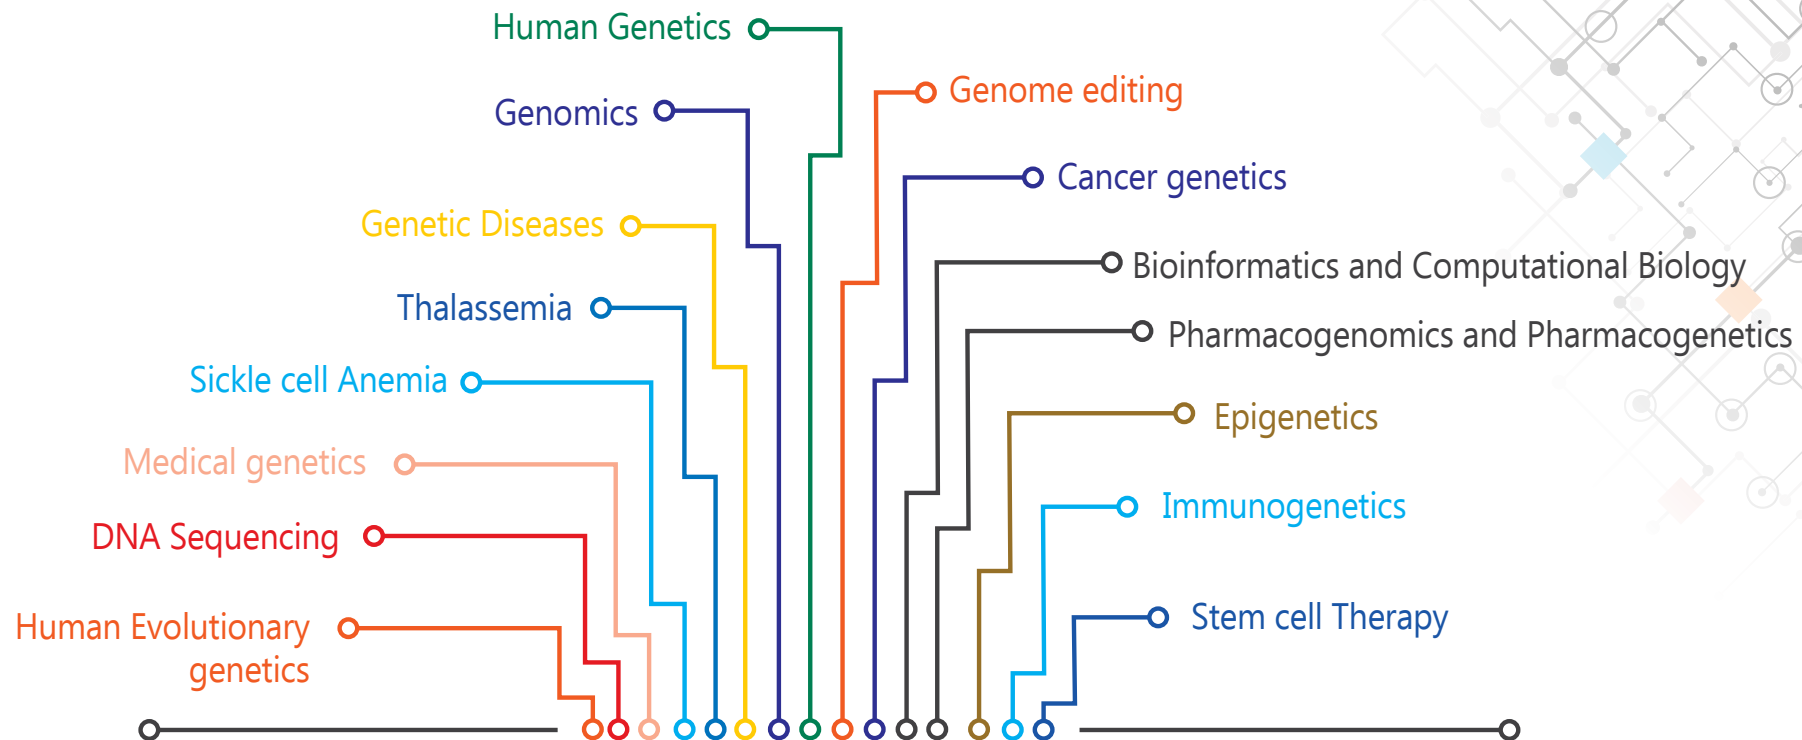 Human Genetics
Genome editing
Genomics
Cancer genetics
Genetic Diseases
Bioinformatics and Computational Biology
Thalassemia
Pharmacogenomics and Pharmacogenetics
Sickle cell Anemia
Epigenetics
Medical genetics
Immunogenetics
DNA Sequencing
Stem cell Therapy
Human Evolutionary
genetics